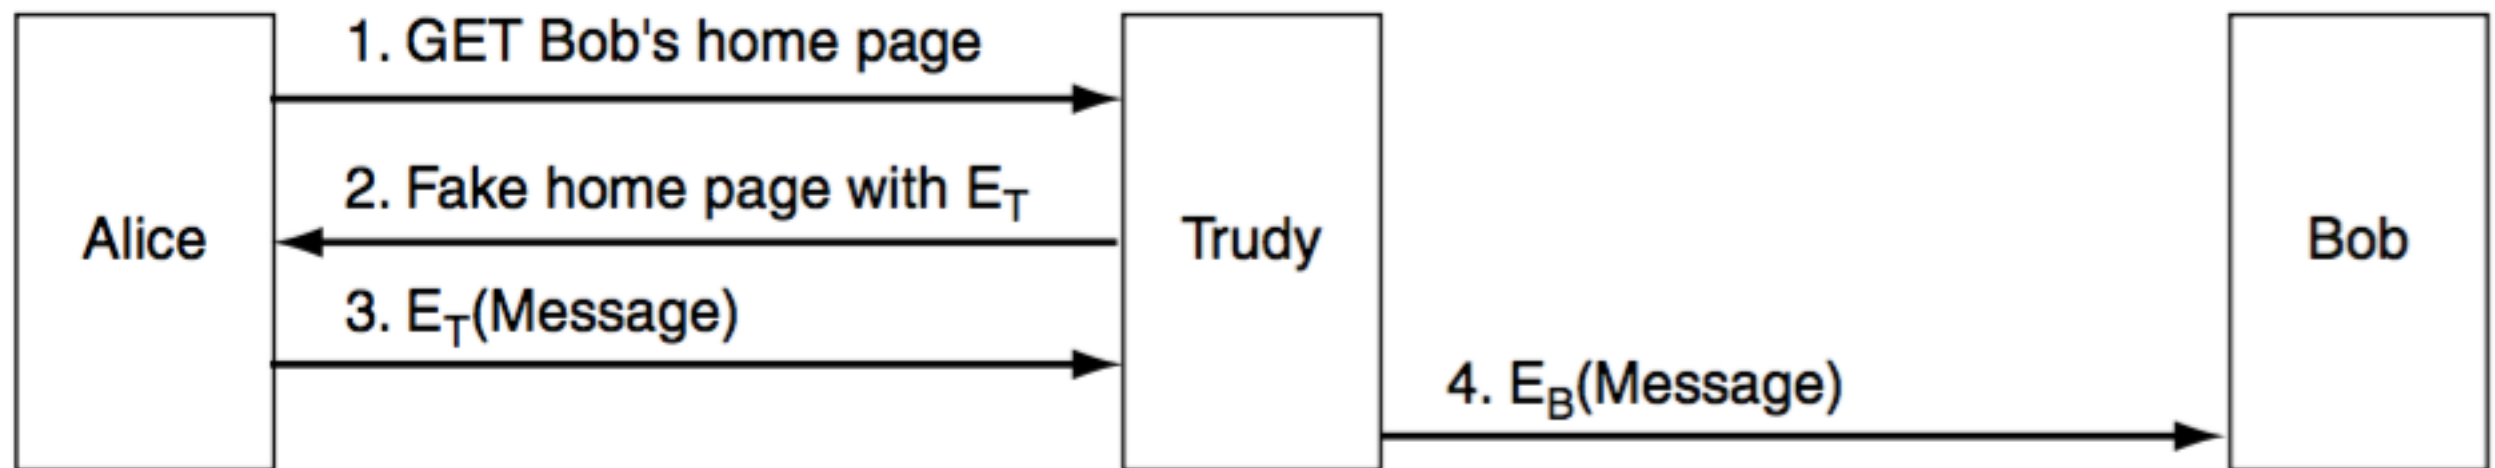 1. GET Bob's home page
2. Fake home page with E_T
Alice
Trudy
Bob
3. E_T(Message)
4. E_B(Message)